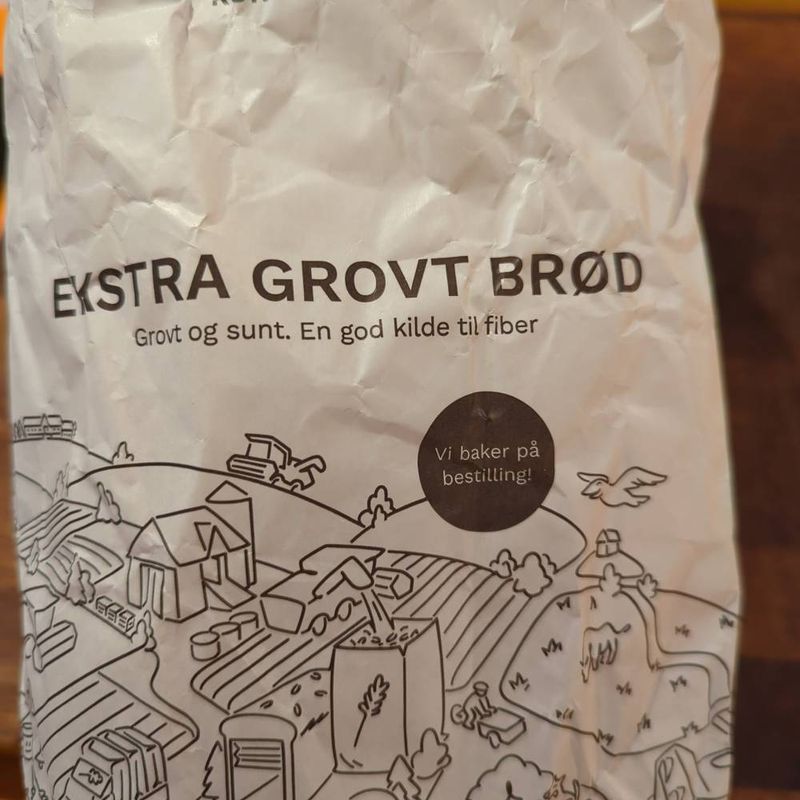 EKSTRA GROVT BRØD
Grovt og sunt. En god kilde til fiber
Vi baker på
bestilling!